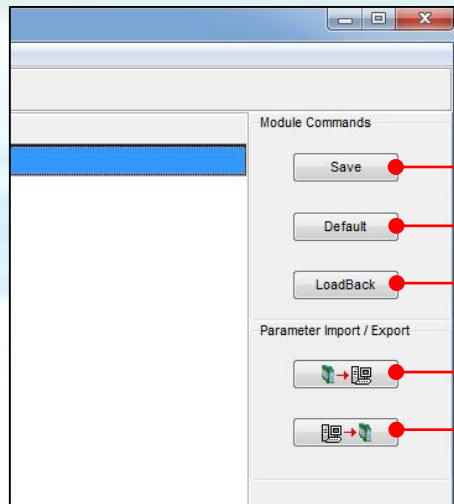 Module Commands
Save
Default
LoadBack
Parameter Import / Export